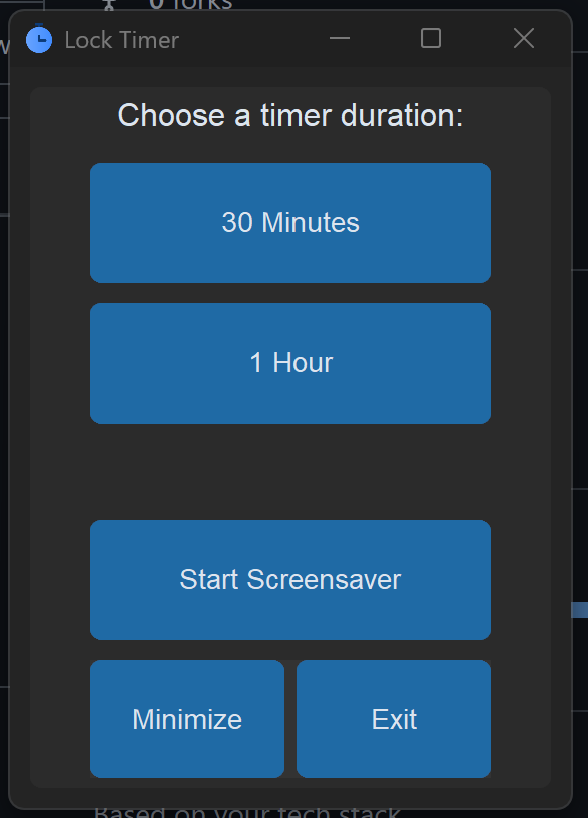 0 forks
Lock Timer
Choose a timer duration:
30 Minutes
1 Hour
Start Screensaver
Minimize
Exit
Based on your tech stack